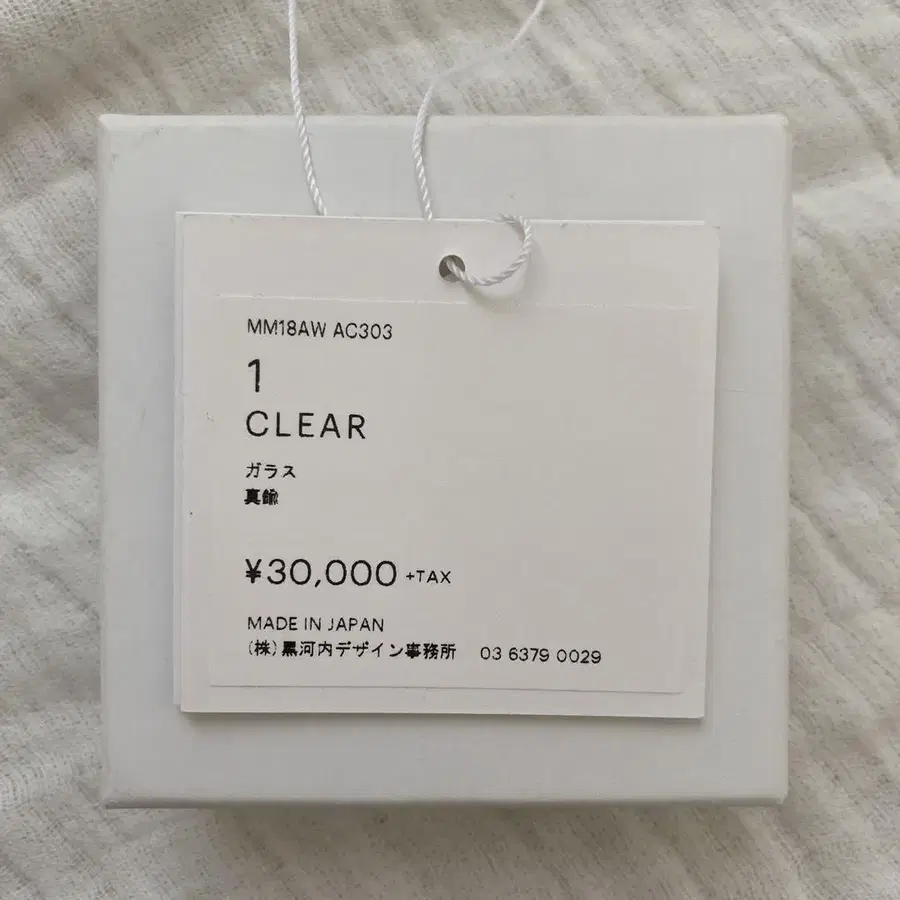 MM18AW AC303
1
CLEAR
ガラス
真鍮
¥30,000 +TAX
MADE IN JAPAN
(株)黒河内デザイン事務所 03 6379 0029